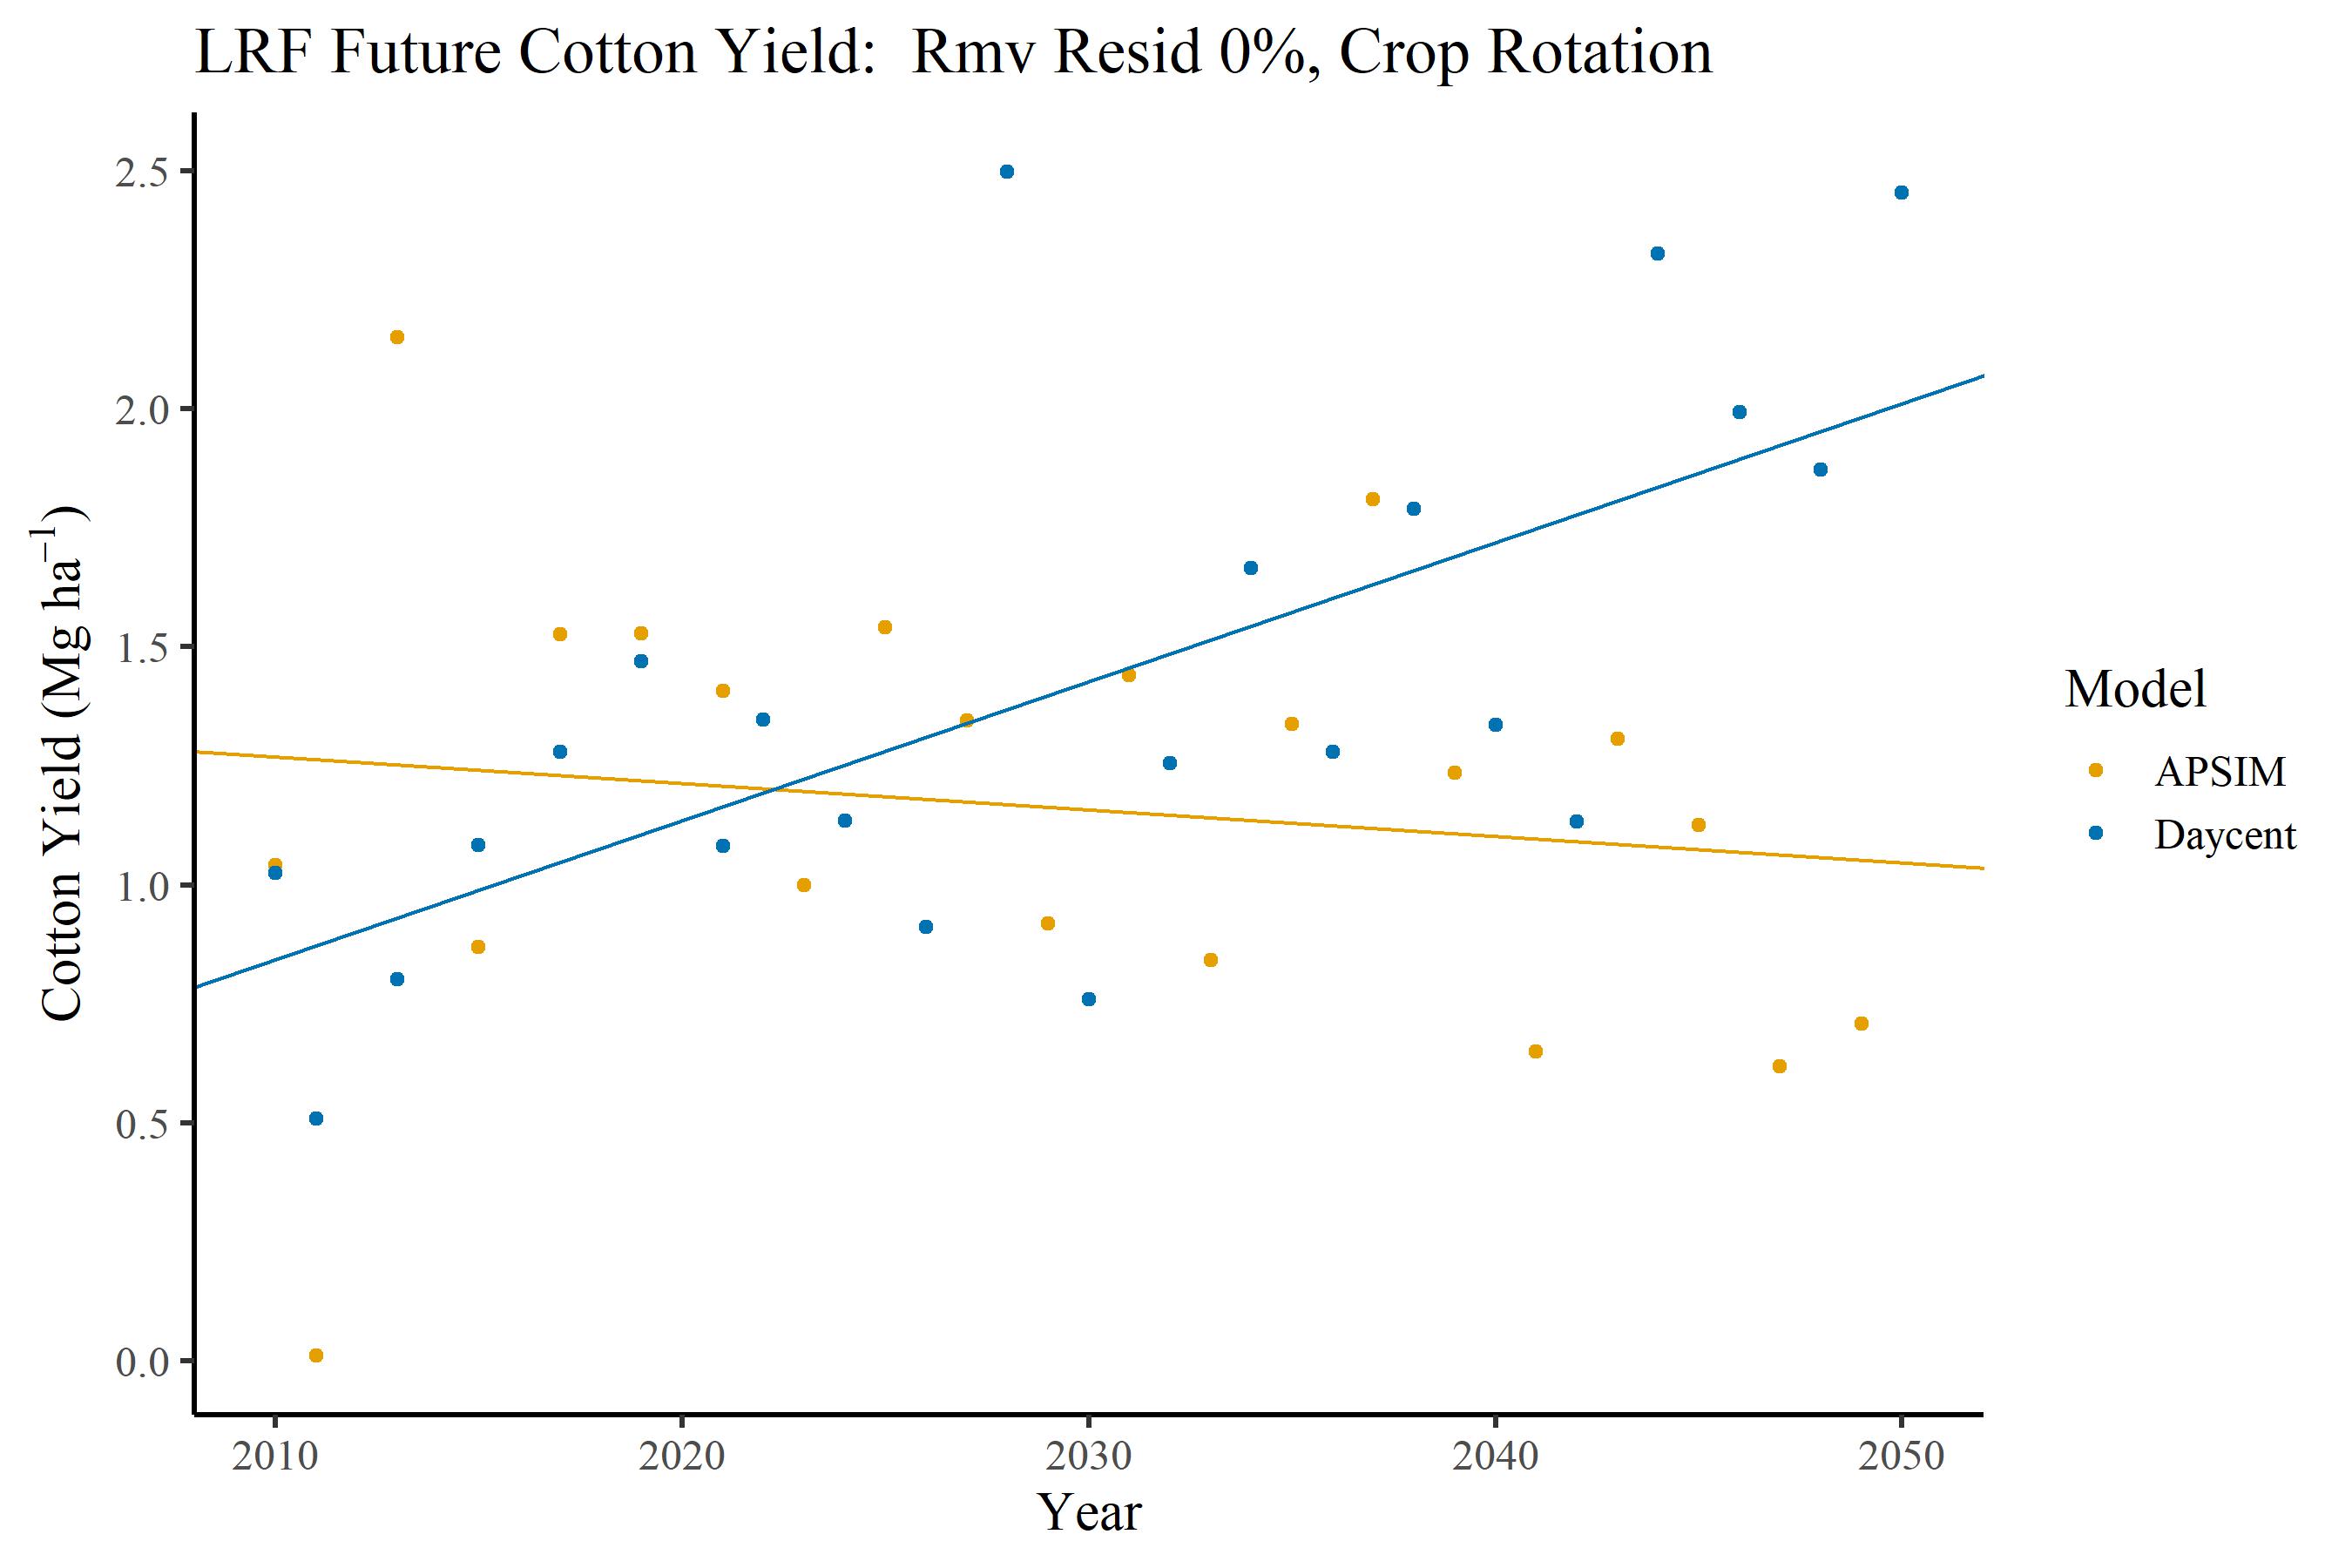 LRF Future Cotton Yield:  Rmv Resid 0%, Crop Rotation
Cotton Yield (Mg ha⁻¹)
2.5
2.0
1.5
1.0
0.5
0.0
2010 2020 2030 2040 2050
Year
Model
APSIM
Daycent